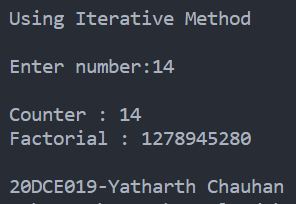 Using Iterative Method
Enter number:14
Counter : 14
Factorial : 1278945280
20DCE019-Yatharth Chauhan